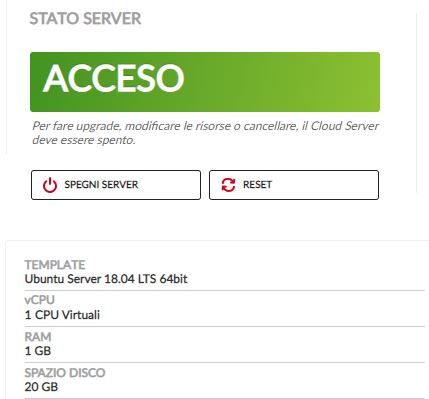 STATO SERVER
ACCESO
Per fare upgrade, modificare le risorse o cancellare, il Cloud Server
deve essere spento.
SPEGNI SERVER
RESET
TEMPLATE
Ubuntu Server 18.04 LTS 64bit
vCPU
1 CPU Virtuali
RAM
1 GB
SPAZIO DISCO
20 GB